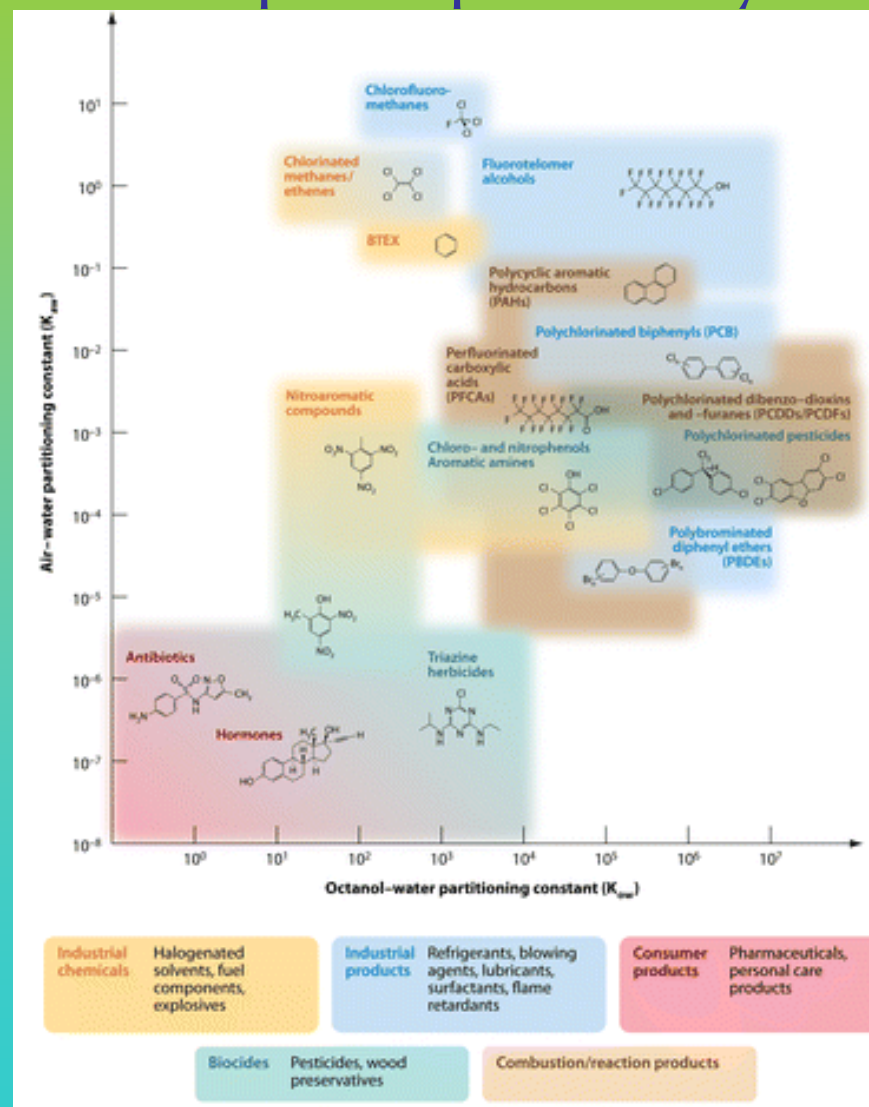 Chlorofluoro-
methanes
Chlorinated
methanes/
ethenes
Fluorotelomer
alcohols
BTEX
Polycyclic aromatic
hydrocarbons
(PAHs)
Polychlorinated biphenyls (PCB)
Perfluorinated
carboxylic
acids
(PFCAs)
Polychlorinated dibenzo-dioxins
and -furanes (PCDDs/PCDFs)
Nitroaromatic
compounds
Polychlorinated pesticides
Chloro- and nitrophenols
Aromatic amines
Polybrominated
diphenyl ethers
(PBDEs)
Antibiotics
Triazine
herbicides
Hormones
Air-water partitioning constant (Kaw)
10¹
10⁰
10⁻¹
10⁻²
10⁻³
10⁻⁴
10⁻⁵
10⁻⁶
10⁻⁷
10⁻⁸
10⁰ 10¹ 10² 10³ 10⁴ 10⁵ 10⁶ 10⁷
Octanol-water partitioning constant (Kow)
Industrial
chemicals
Halogenated
solvents, fuel
components,
explosives
Industrial
products
Refrigerants, blowing
agents, lubricants,
surfactants, flame
retardants
Consumer
products
Pharmaceuticals,
personal care
products
Biocides
Pesticides, wood
preservatives
Combustion/reaction products